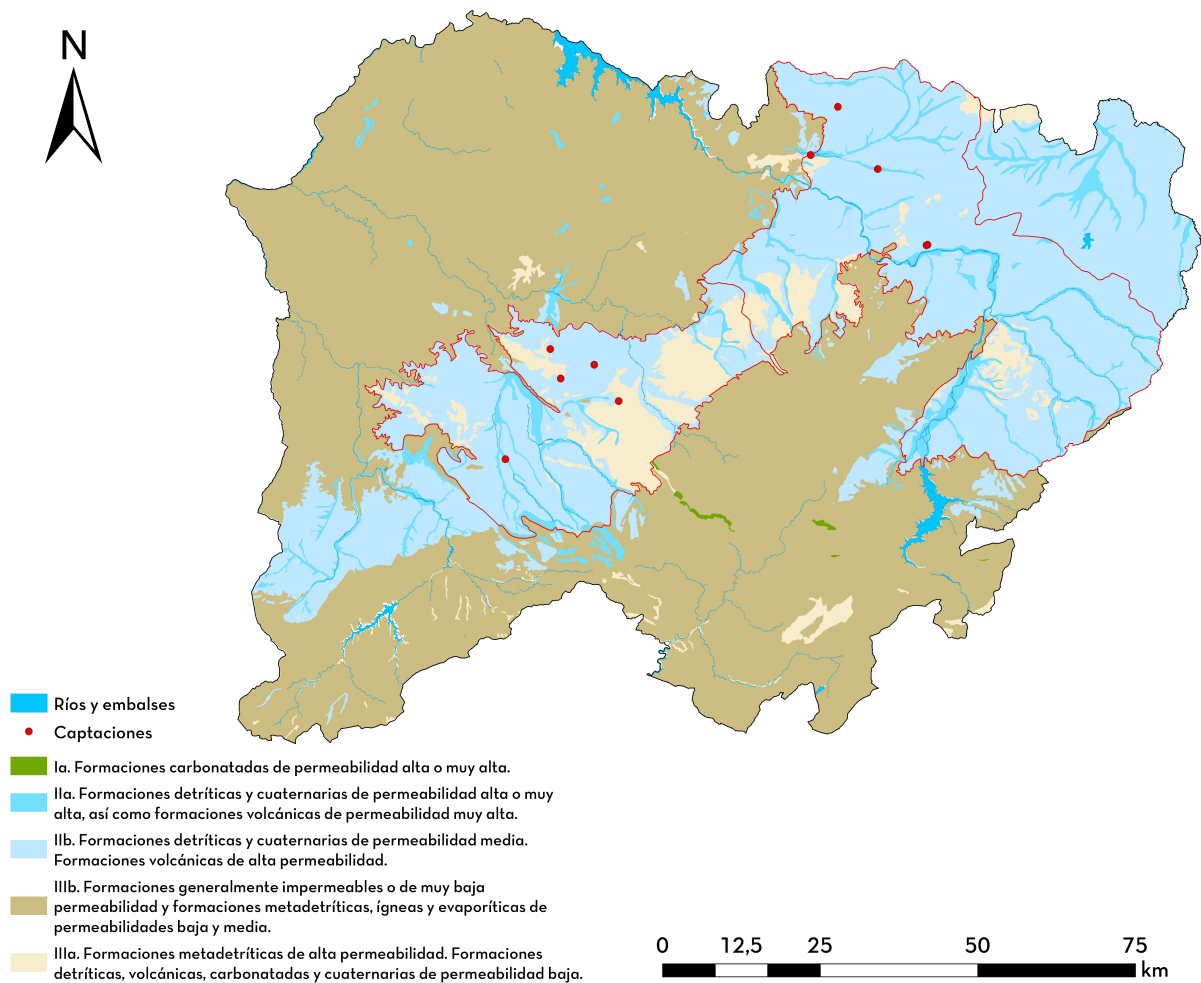 N
Ríos y embalses
Captaciones
Ia. Formaciones carbonatadas de permeabilidad alta o muy alta.
IIa. Formaciones detríticas y cuaternarias de permeabilidad alta o muy
alta, así como formaciones volcánicas de permeabilidad muy alta.
IIb. Formaciones detríticas y cuaternarias de permeabilidad media.
Formaciones volcánicas de alta permeabilidad.
IIIb. Formaciones generalmente impermeables o de muy baja
permeabilidad y formaciones metadetríticas, ígneas y evaporíticas de
permeabilidades baja y media.
IIIa. Formaciones metadetríticas de alta permeabilidad. Formaciones
detríticas, volcánicas, carbonatadas y cuaternarias de permeabilidad baja.
0 12,5 25 50 75
km